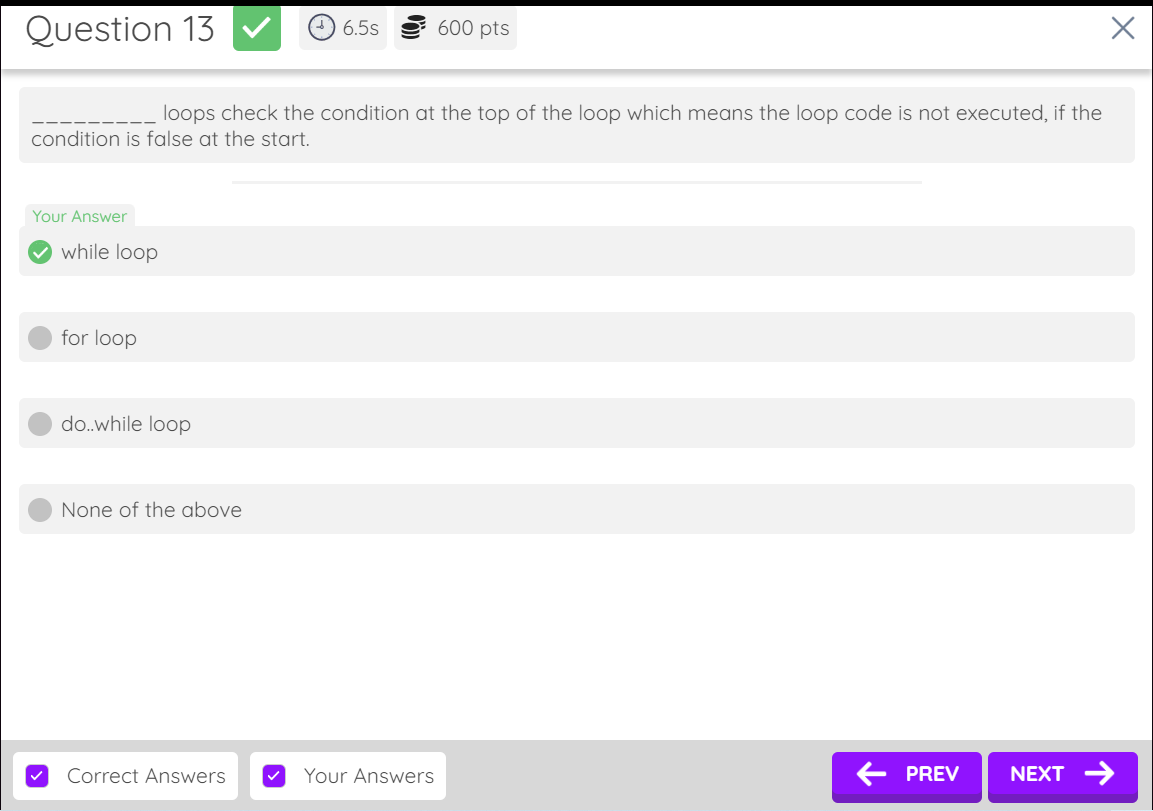 Question 13
6.5s
600 pts
_________ loops check the condition at the top of the loop which means the loop code is not executed, if the
condition is false at the start.
Your Answer
while loop
for loop
do..while loop
None of the above
Correct Answers
Your Answers
PREV
NEXT